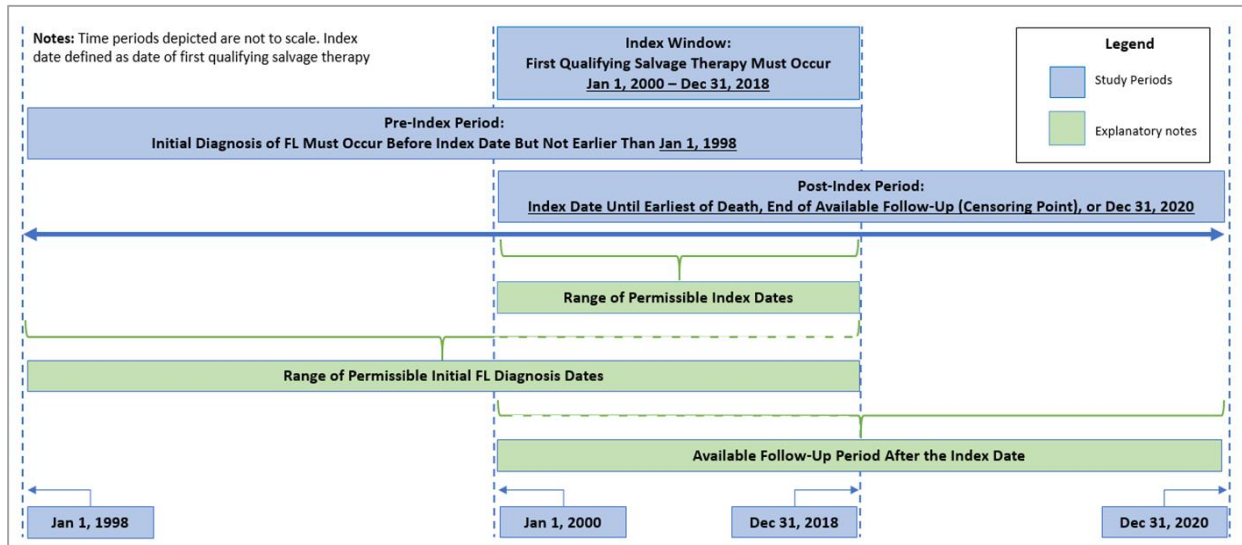 Notes: Time periods depicted are not to scale. Index
date defined as date of first qualifying salvage therapy
Index Window:
First Qualifying Salvage Therapy Must Occur
Jan 1, 2000 – Dec 31, 2018
Legend
Study Periods
Explanatory notes
Pre-Index Period:
Initial Diagnosis of FL Must Occur Before Index Date But Not Earlier Than Jan 1, 1998
Post-Index Period:
Index Date Until Earliest of Death, End of Available Follow-Up (Censoring Point), or Dec 31, 2020
Range of Permissible Index Dates
Range of Permissible Initial FL Diagnosis Dates
Available Follow-Up Period After the Index Date
Jan 1, 1998
Jan 1, 2000
Dec 31, 2018
Dec 31, 2020